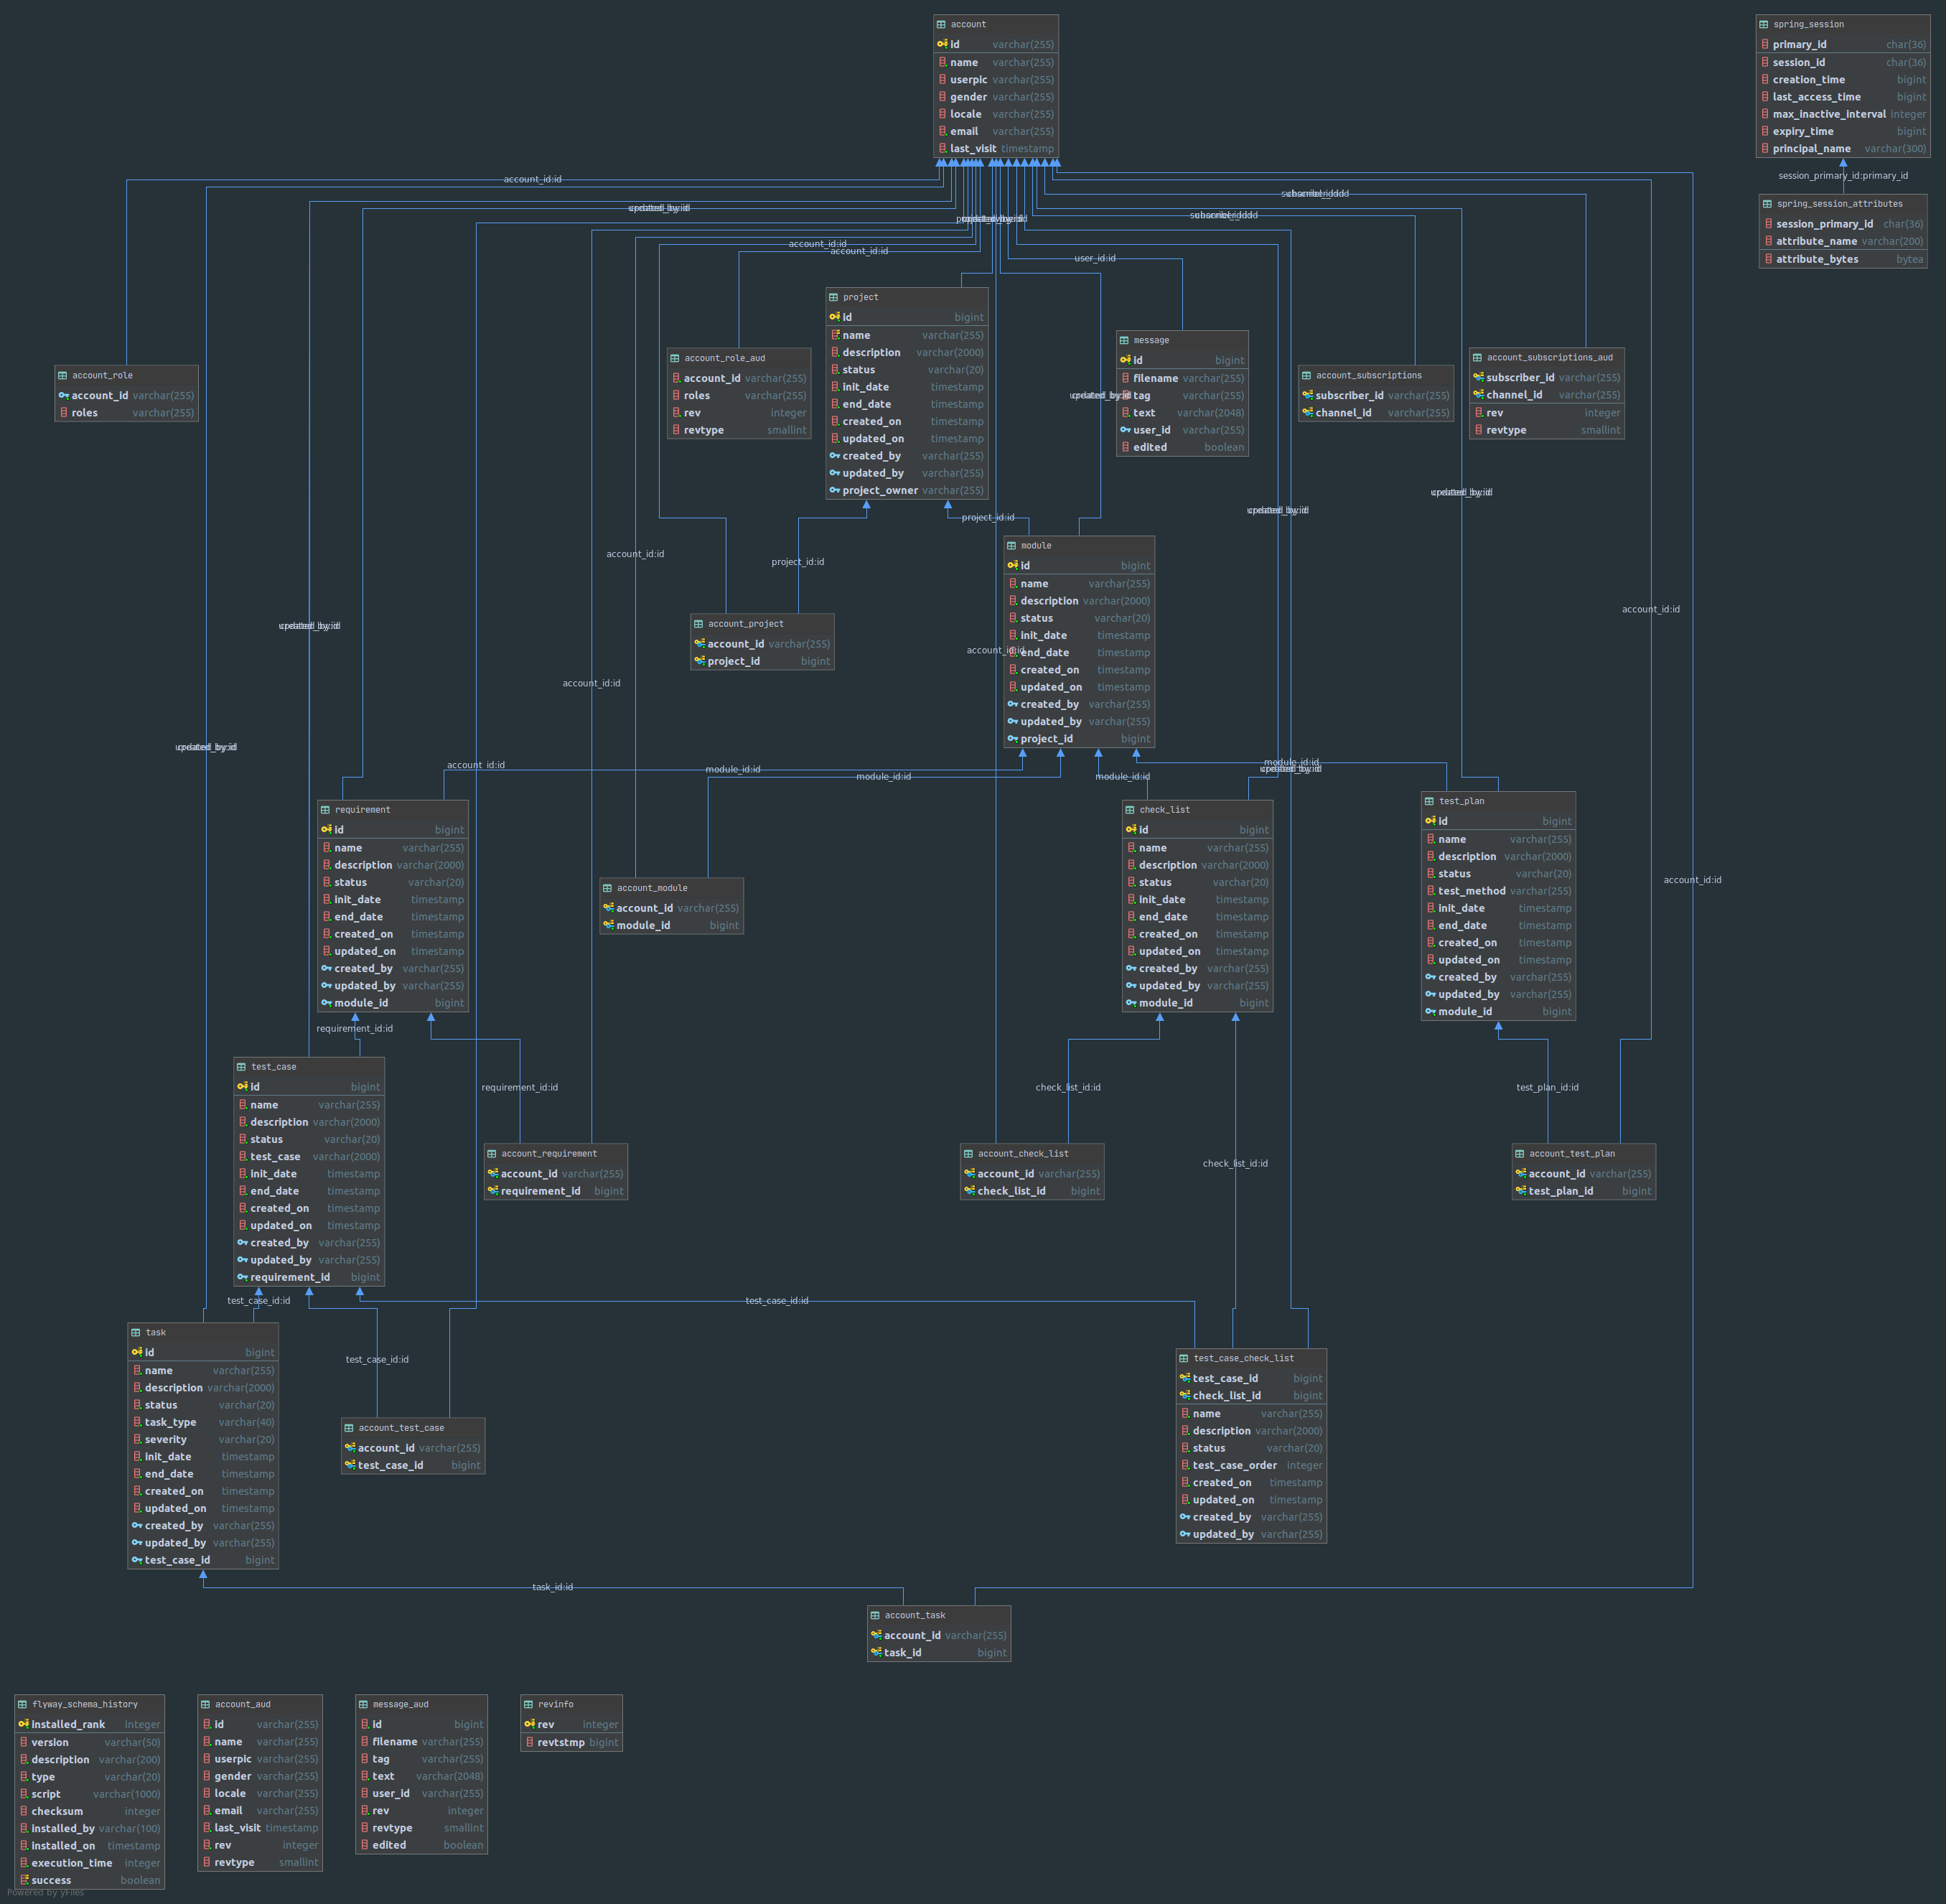 account
id varchar(255)
name varchar(255)
userpic varchar(255)
gender varchar(255)
locale varchar(255)
email varchar(255)
last_visit timestamp
spring_session
primary_id char(36)
session_id char(36)
creation_time bigint
last_access_time bigint
max_inactive_interval integer
expiry_time bigint
principal_name varchar(300)
session_primary_id:primary_id
spring_session_attributes
session_primary_id char(36)
attribute_name varchar(200)
attribute_bytes bytea
account_id:id
account_id:id
account_id:id
user_id:id
project
id bigint
name varchar(255)
description varchar(2000)
status varchar(20)
init_date timestamp
end_date timestamp
created_on timestamp
updated_on timestamp
created_by varchar(255)
updated_by varchar(255)
project_owner varchar(255)
account_role
account_id varchar(255)
roles varchar(255)
account_role_aud
account_id varchar(255)
roles varchar(255)
rev integer
revtype smallint
message
id bigint
filename varchar(255)
tag varchar(255)
text varchar(2048)
user_id varchar(255)
edited boolean
account_subscriptions
subscriber_id varchar(255)
channel_id varchar(255)
account_subscriptions_aud
subscriber_id varchar(255)
channel_id varchar(255)
rev integer
revtype smallint
project_id:id
account_id:id
project_id:id
module
id bigint
name varchar(255)
description varchar(2000)
status varchar(20)
init_date timestamp
end_date timestamp
created_on timestamp
updated_on timestamp
created_by varchar(255)
updated_by varchar(255)
project_id bigint
account_project
account_id varchar(255)
project_id bigint
account_id:id
account_id:id
account_id:id
account_id:id
module_id:id
module_id:id
module_id:id
module_id:id
account_id:id
account_id:id
requirement
id bigint
name varchar(255)
description varchar(2000)
status varchar(20)
init_date timestamp
end_date timestamp
created_on timestamp
updated_on timestamp
created_by varchar(255)
updated_by varchar(255)
module_id bigint
account_module
account_id varchar(255)
module_id bigint
check_list
id bigint
name varchar(255)
description varchar(2000)
status varchar(20)
init_date timestamp
end_date timestamp
created_on timestamp
updated_on timestamp
created_by varchar(255)
updated_by varchar(255)
module_id bigint
test_plan
id bigint
name varchar(255)
description varchar(2000)
status varchar(20)
test_method varchar(255)
init_date timestamp
end_date timestamp
created_on timestamp
updated_on timestamp
created_by varchar(255)
updated_by varchar(255)
module_id bigint
requirement_id:id
requirement_id:id
check_list_id:id
test_plan_id:id
check_list_id:id
test_case
id bigint
name varchar(255)
description varchar(2000)
status varchar(20)
test_case varchar(2000)
init_date timestamp
end_date timestamp
created_on timestamp
updated_on timestamp
created_by varchar(255)
updated_by varchar(255)
requirement_id bigint
account_requirement
account_id varchar(255)
requirement_id bigint
account_check_list
account_id varchar(255)
check_list_id bigint
account_test_plan
account_id varchar(255)
test_plan_id bigint
test_case_id:id
test_case_id:id
test_case_id:id
task
id bigint
name varchar(255)
description varchar(2000)
status varchar(20)
task_type varchar(40)
severity varchar(20)
init_date timestamp
end_date timestamp
created_on timestamp
updated_on timestamp
created_by varchar(255)
updated_by varchar(255)
test_case_id bigint
account_test_case
account_id varchar(255)
test_case_id bigint
test_case_check_list
test_case_id bigint
check_list_id bigint
name varchar(255)
description varchar(2000)
status varchar(20)
test_case_order integer
created_on timestamp
updated_on timestamp
created_by varchar(255)
updated_by varchar(255)
task_id:id
account_task
account_id varchar(255)
task_id bigint
flyway_schema_history
installed_rank integer
version varchar(50)
description varchar(200)
type varchar(20)
script varchar(1000)
checksum integer
installed_by varchar(100)
installed_on timestamp
execution_time integer
success boolean
account_aud
id varchar(255)
name varchar(255)
userpic varchar(255)
gender varchar(255)
locale varchar(255)
email varchar(255)
last_visit timestamp
rev integer
revtype smallint
message_aud
id bigint
filename varchar(255)
tag varchar(255)
text varchar(2048)
user_id varchar(255)
rev integer
revtype smallint
edited boolean
revinfo
rev integer
revtstmp bigint
Powered by yFiles